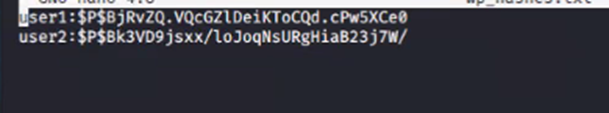 user1:$P$BjRvZQ.VQcGZlDeiKToCQd.cPw5XCe0
user2:$P$Bk3VD9jsxx/loJoqNsURgHiaB23j7W/